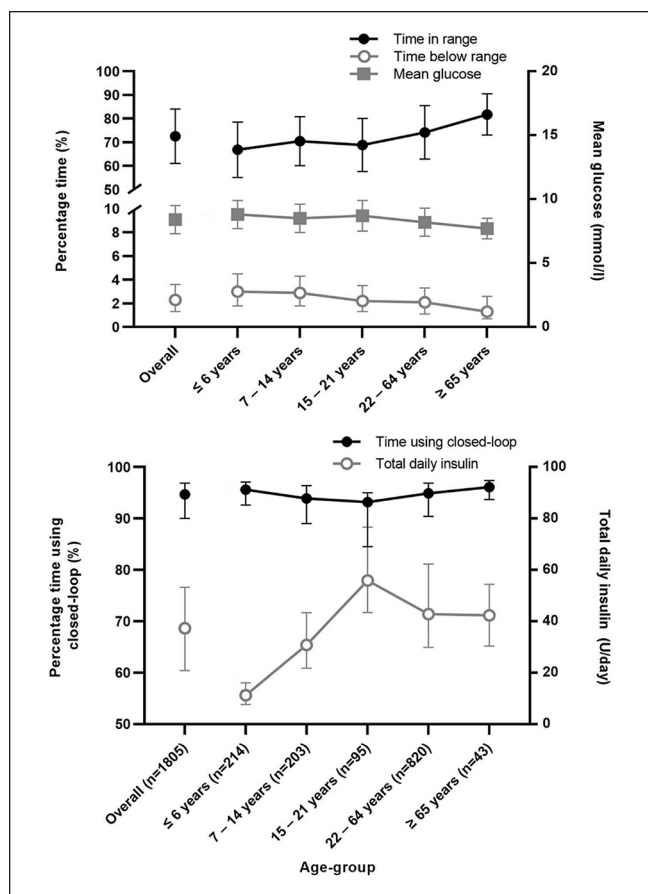 Time in range
Time below range
Mean glucose
Percentage time (%)
100
90
80
70
60
50
10
8
6
4
2
0
20
15
10
5
0
Mean glucose (mmol/l)
Overall
≤ 6 years
7 – 14 years
15 – 21 years
22 – 64 years
≥ 65 years
Time using closed-loop
Total daily insulin
Percentage time using
closed-loop (%)
100
90
80
70
60
50
100
80
60
40
20
0
Total daily insulin (U/day)
Overall (n=1805)
≤ 6 years (n=214)
7 – 14 years (n=203)
15 – 21 years (n=95)
22 – 64 years (n=820)
≥ 65 years (n=43)
Age-group